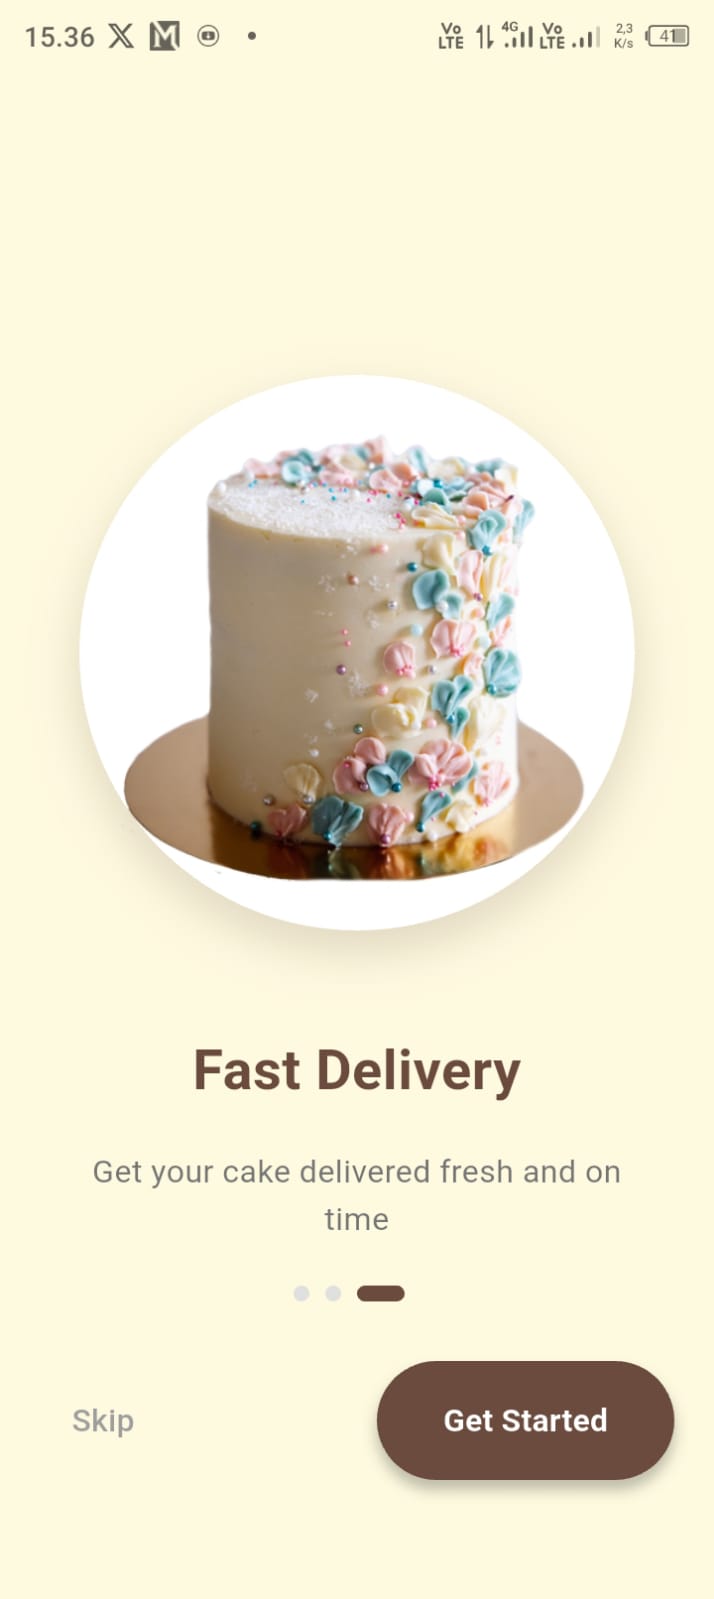 15.36
Vo LTE 4G Vo LTE 2,3 K/s 41
Fast Delivery
Get your cake delivered fresh and on
time
Skip
Get Started